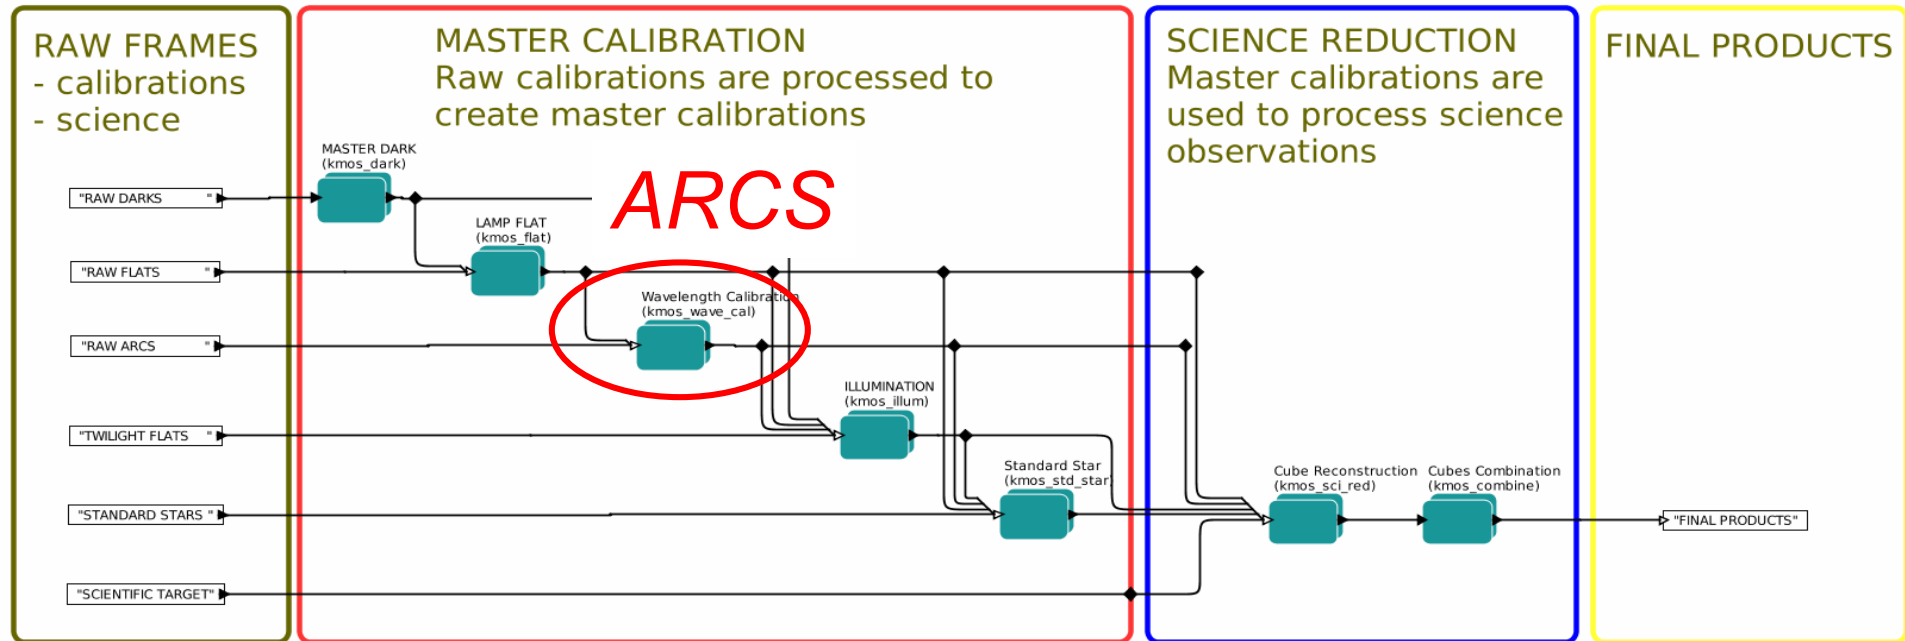 RAW FRAMES
- calibrations
- science
MASTER CALIBRATION
Raw calibrations are processed to
create master calibrations
SCIENCE REDUCTION
Master calibrations are
used to process science
observations
FINAL PRODUCTS
MASTER DARK
(kmos_dark)
ARCS
"RAW DARKS "
LAMP FLAT
(kmos_flat)
"RAW FLATS "
Wavelength Calibration
(kmos_wave_cal)
"RAW ARCS "
ILLUMINATION
(kmos_illum)
"TWILIGHT FLATS "
Standard Star
(kmos_std_star)
Cube Reconstruction
(kmos_sci_red)
Cubes Combination
(kmos_combine)
"STANDARD STARS "
"FINAL PRODUCTS"
"SCIENTIFIC TARGET"